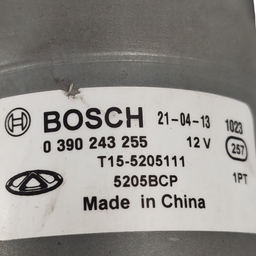 BOSCH 21-04-13 1023
0 390 243 255 12 V 257
T15-5205111
5205BCP 1PT
Made in China